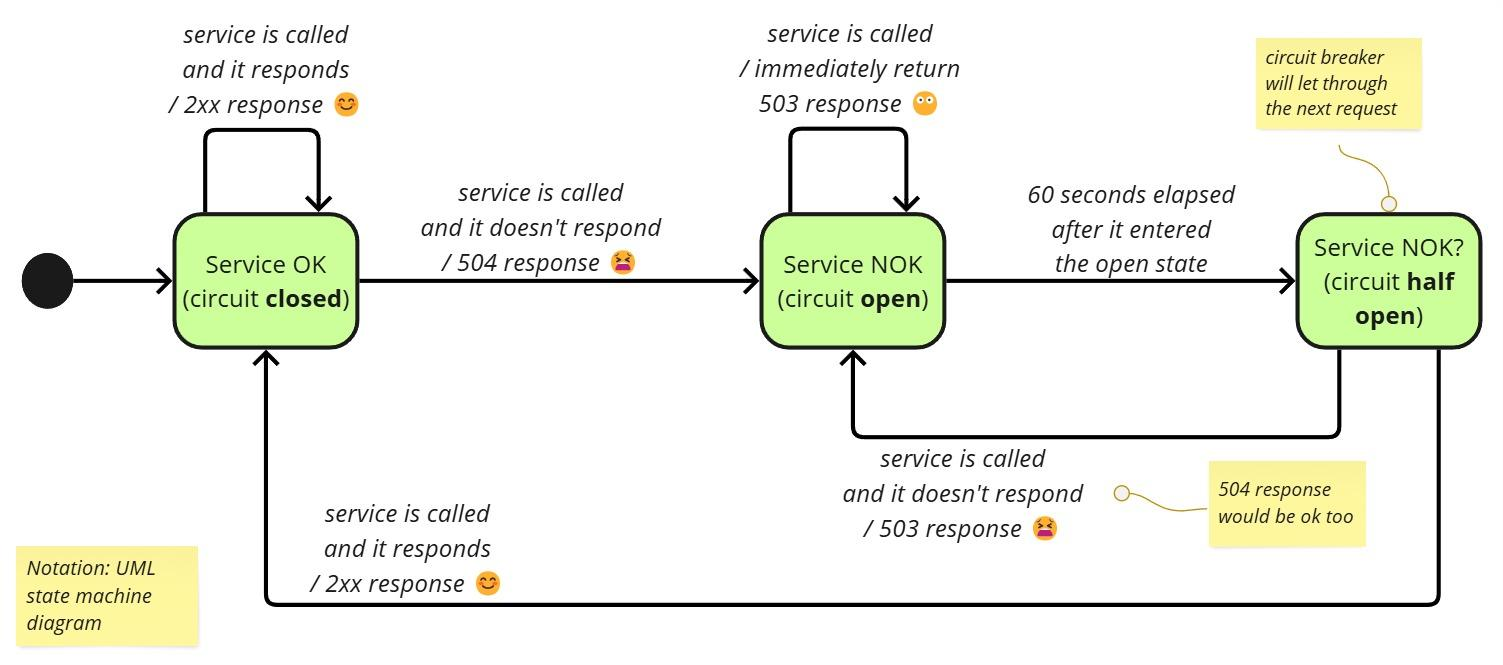 service is called
and it responds
/ 2xx response 😊
service is called
/ immediately return
503 response 😶
circuit breaker
will let through
the next request
service is called
and it doesn't respond
/ 504 response 😫
60 seconds elapsed
after it entered
the open state
Service OK
(circuit closed)
Service NOK
(circuit open)
Service NOK?
(circuit half
open)
service is called
and it doesn't respond
/ 503 response 😫
504 response
would be ok too
service is called
and it responds
/ 2xx response 😊
Notation: UML
state machine
diagram